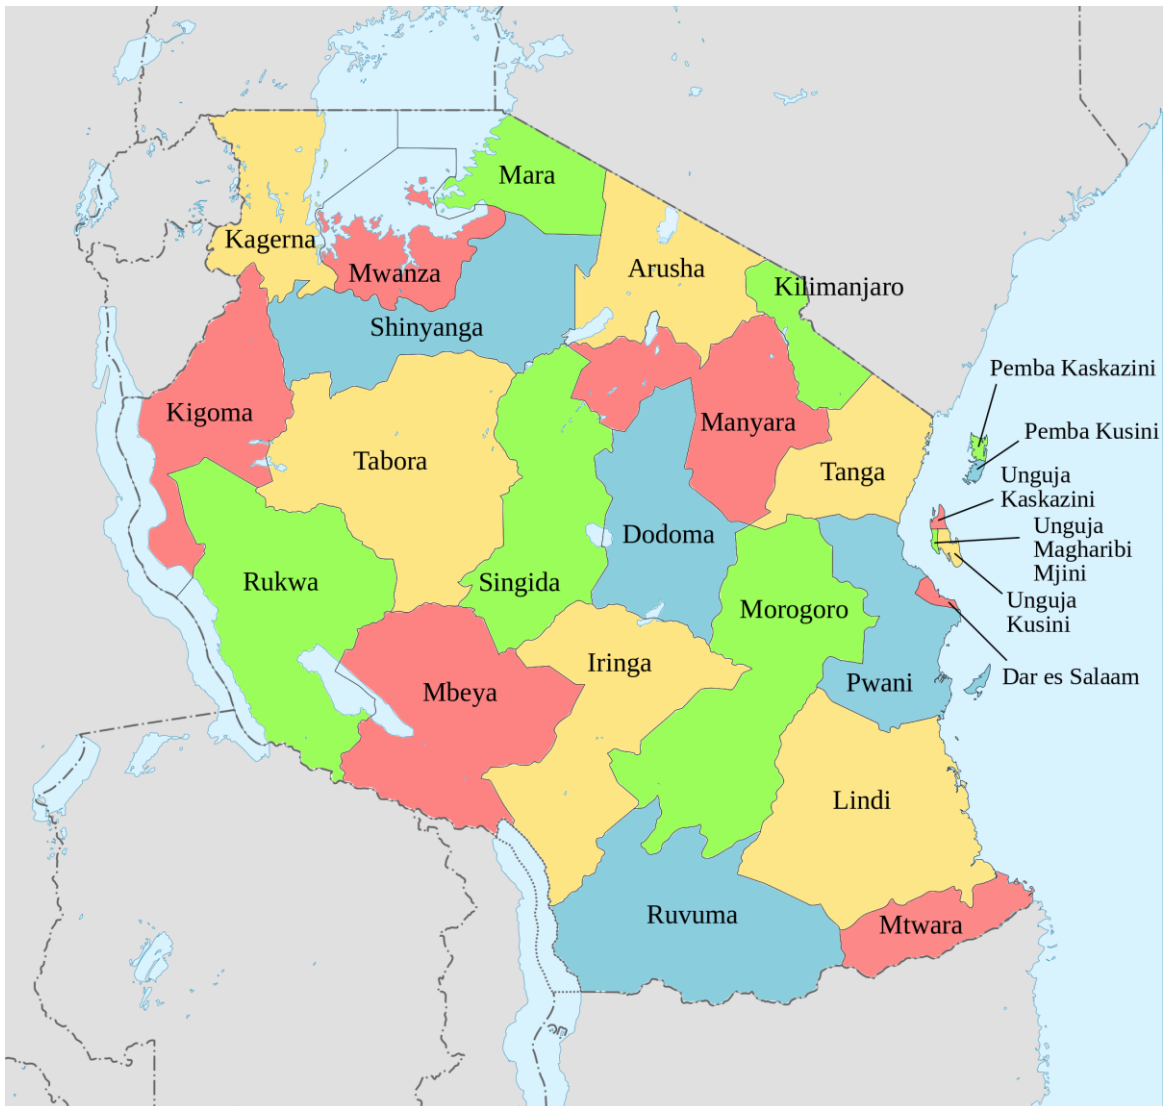 Mara
Kagerna
Mwanza
Arusha
Kilimanjaro
Shinyanga
Pemba Kaskazini
Kigoma
Manyara
Pemba Kusini
Tabora
Tanga
Unguja
Kaskazini
Dodoma
Unguja
Magharibi
Mjini
Rukwa
Singida
Morogoro
Unguja
Kusini
Iringa
Mbeya
Pwani
Dar es Salaam
Lindi
Ruvuma
Mtwara